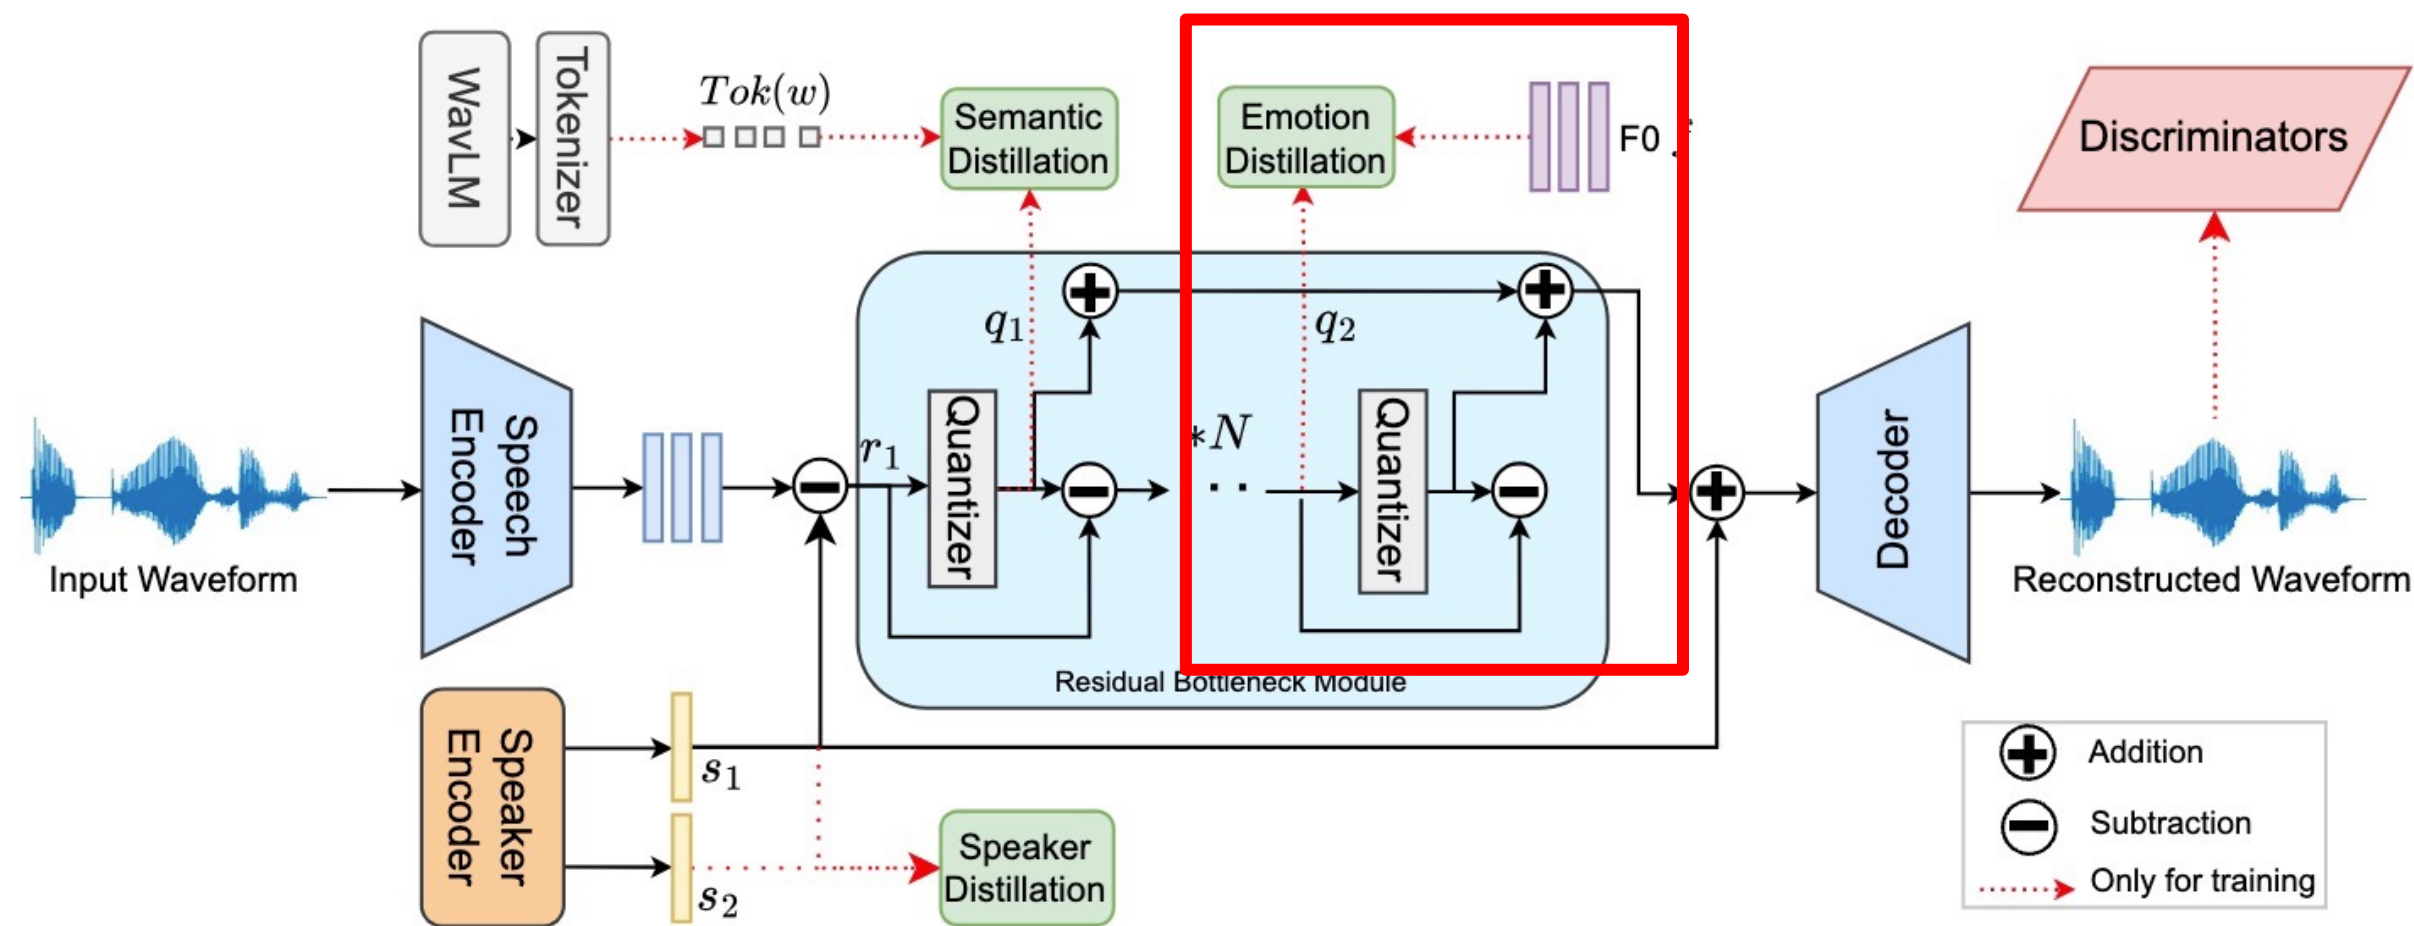 WavLM
Tokenizer
Tok(w)
Semantic
Distillation
Emotion
Distillation
F0
Discriminators
q1
q2
Input Waveform
Speech
Encoder
r1
Quantizer
*N
Quantizer
Decoper
Reconstructed Waveform
Residual Bottleneck Module
Speaker
Encoder
s1
s2
Speaker
Distillation
Addition
Subtraction
Only for training